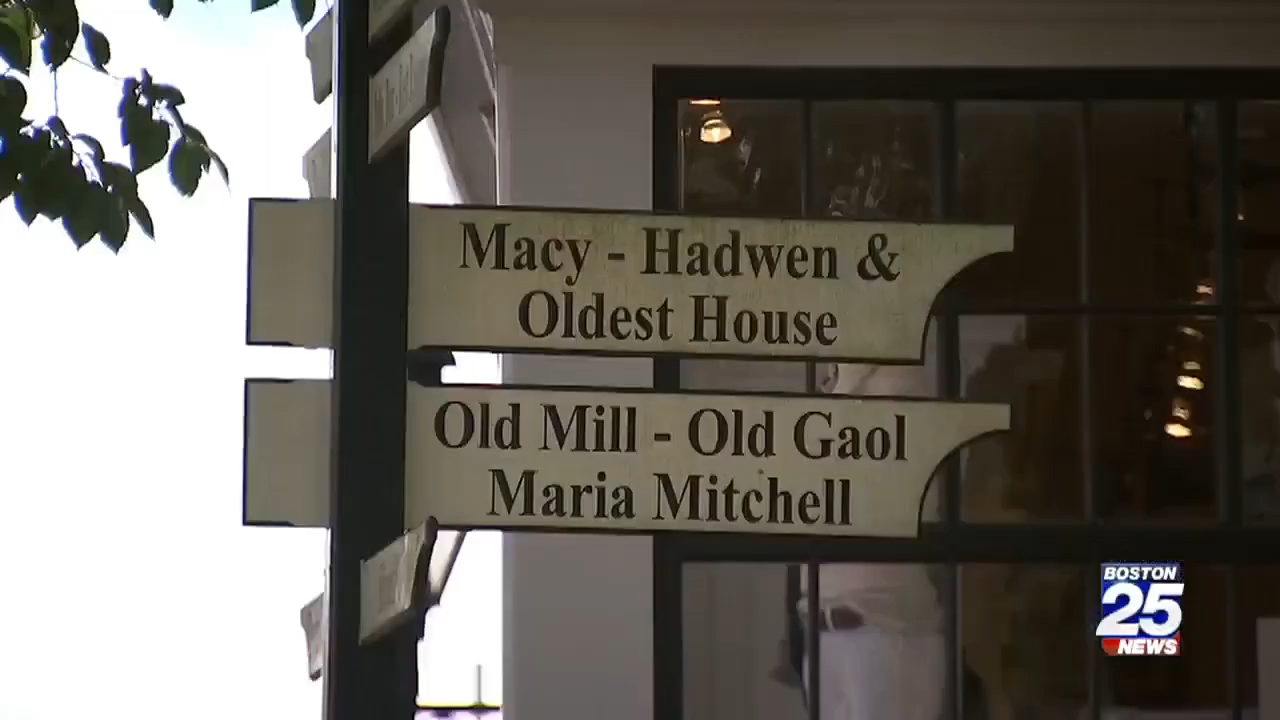 Macy - Hadwen &
Oldest House
Old Mill - Old Gaol
Maria Mitchell
BOSTON
25
NEWS